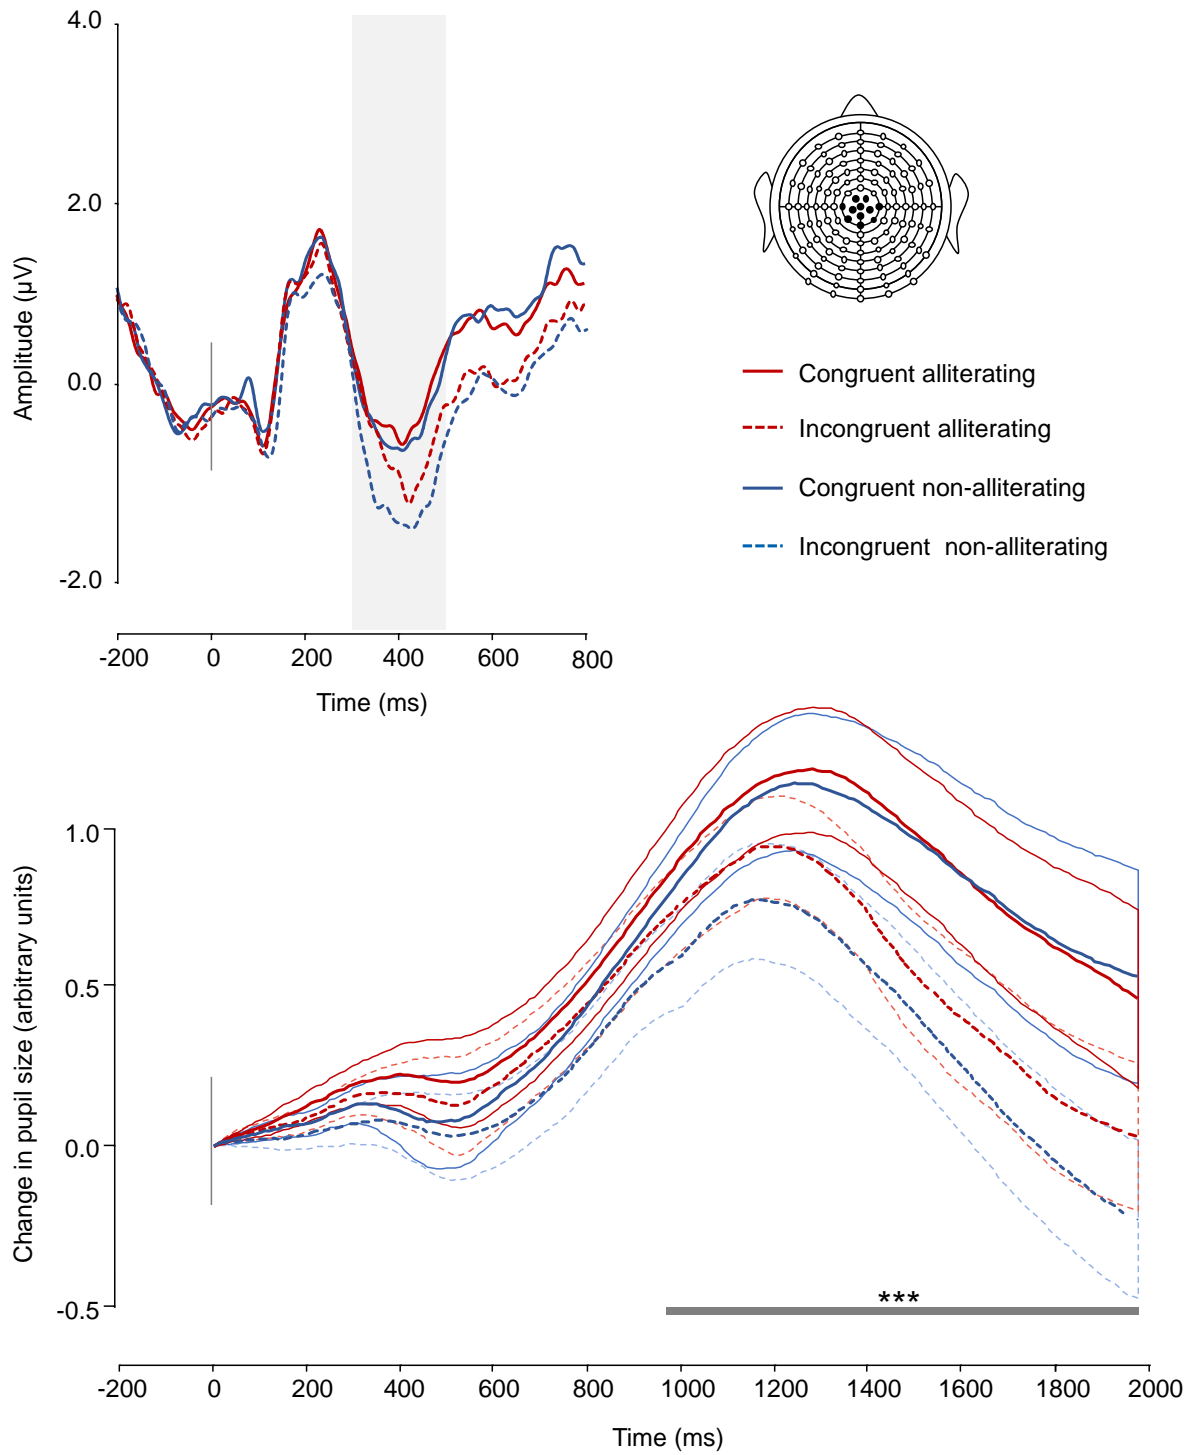 4.0
2.0
0.0
-2.0
Amplitude (μV)
-200 0 200 400 600 800
Time (ms)
Congruent alliterating
Incongruent alliterating
Congruent non-alliterating
Incongruent non-alliterating
1.0
0.5
0.0
-0.5
Change in pupil size (arbitrary units)
***
-200 0 200 400 600 800 1000 1200 1400 1600 1800 2000
Time (ms)